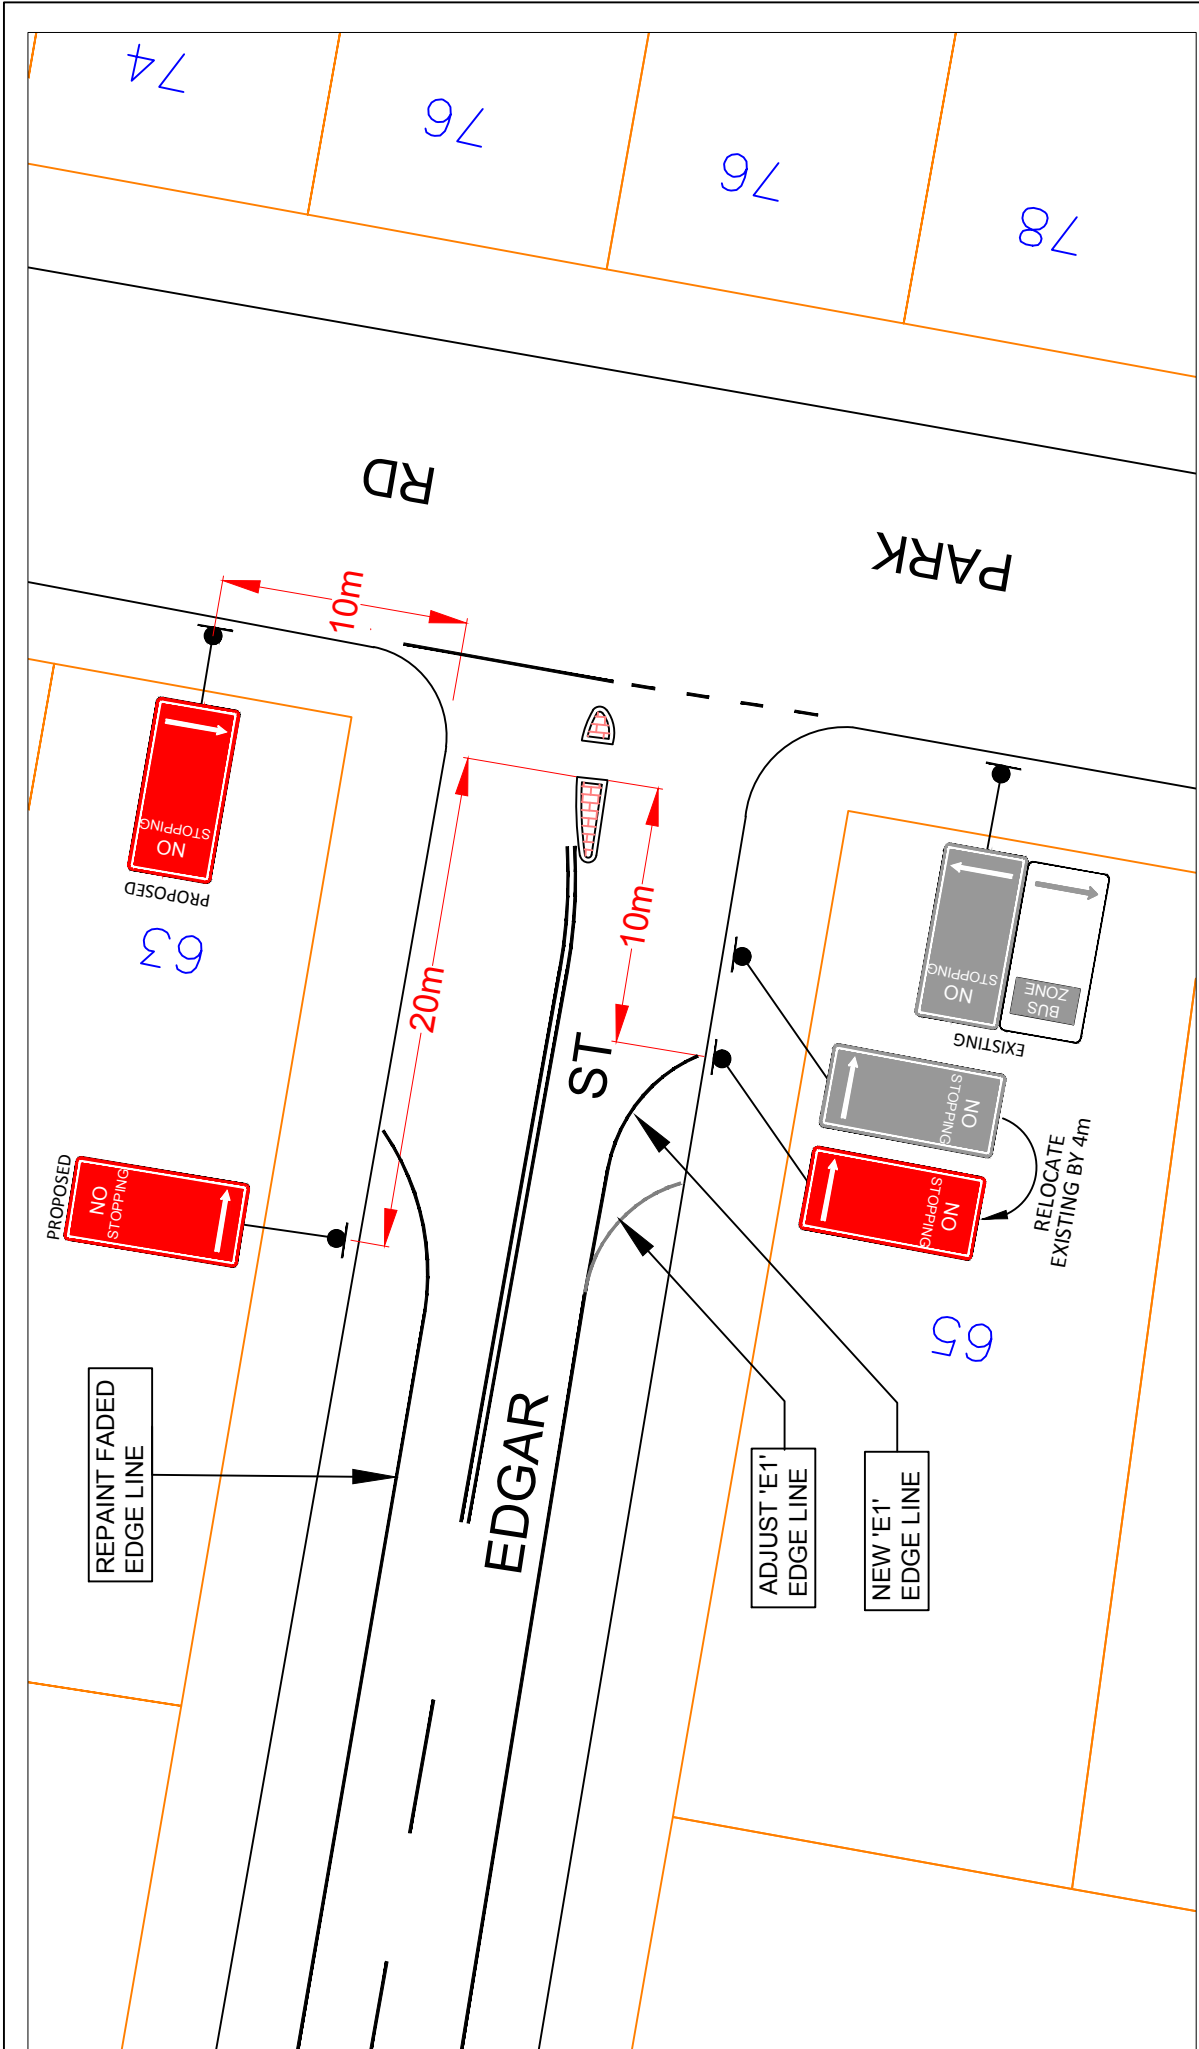 74
76
76
78
PARK
RD
10m
NO
STOPPING
PROPOSED
63
20m
10m
EDGAR
ST
NO
STOPPING
BUS
ZONE
EXISTING
NO
STOPPING
NO
STOPPING
RELOCATE
EXISTING BY 4m
PROPOSED
NO
STOPPING
65
REPAINT FADED
EDGE LINE
ADJUST 'E1'
EDGE LINE
NEW 'E1'
EDGE LINE